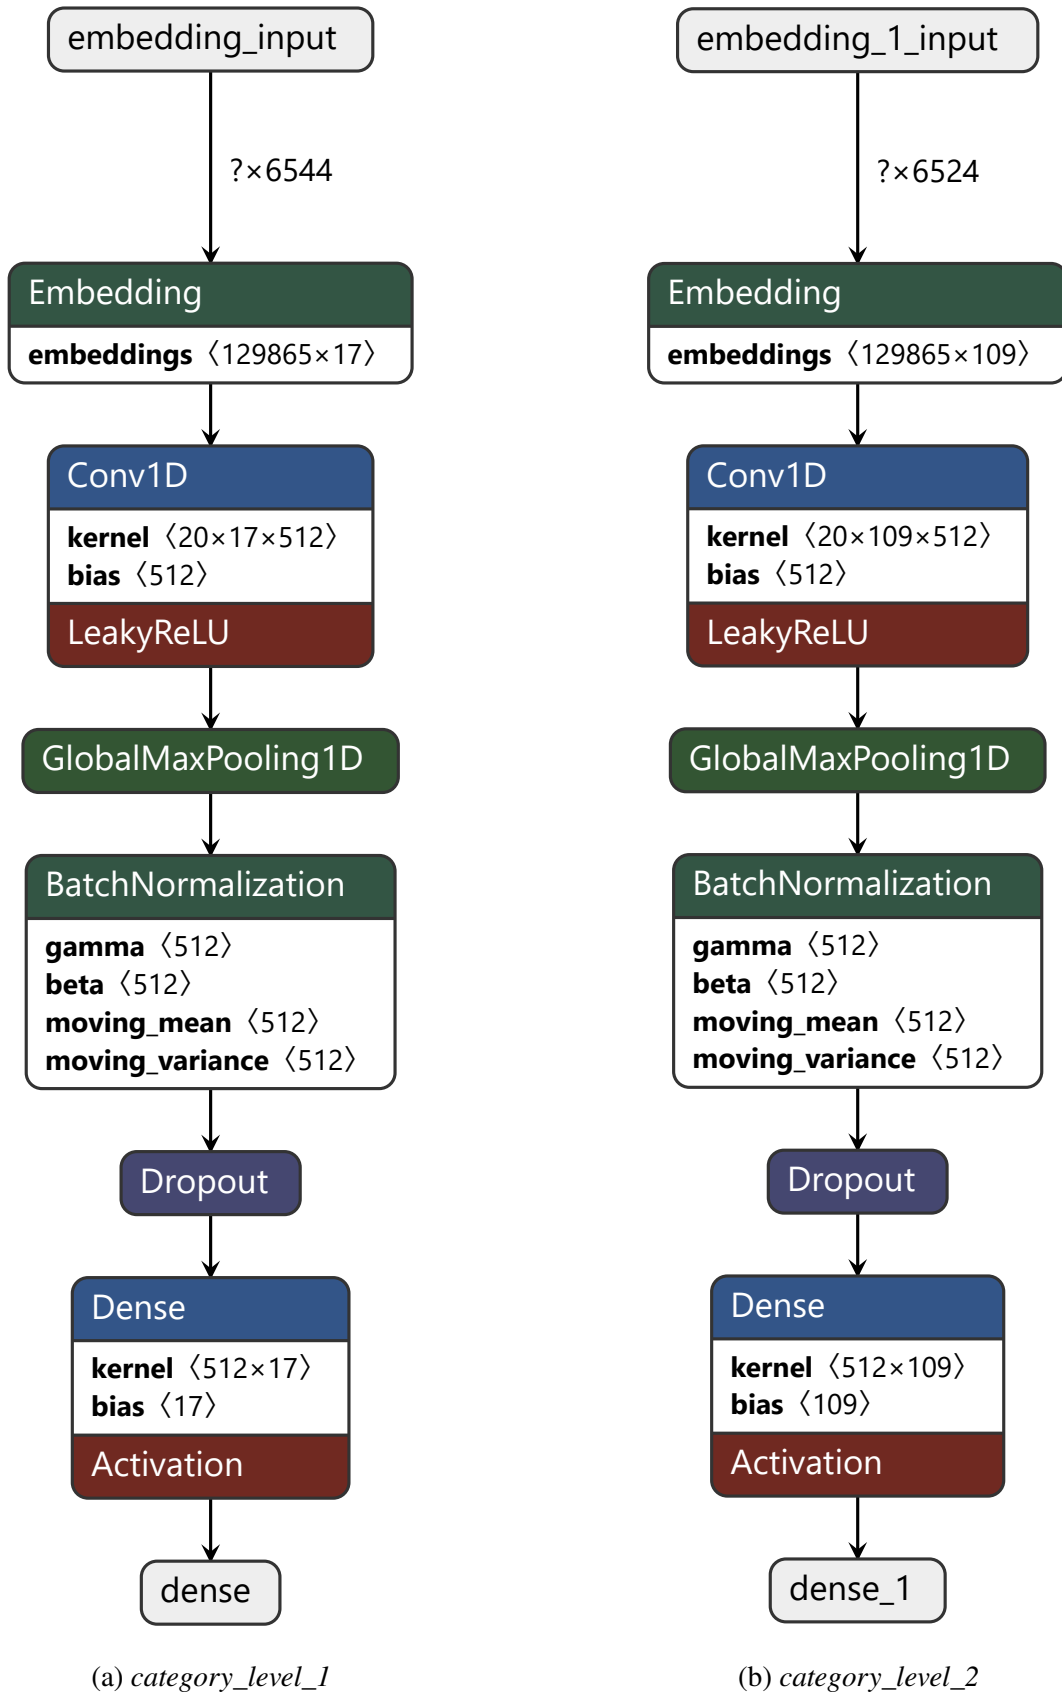 embedding_input
?×6544
Embedding
embeddings〈129865×17〉
Conv1D
kernel〈20×17×512〉
bias〈512〉
LeakyReLU
GlobalMaxPooling1D
BatchNormalization
gamma〈512〉
beta〈512〉
moving_mean〈512〉
moving_variance〈512〉
Dropout
Dense
kernel〈512×17〉
bias〈17〉
Activation
dense
(a) category_level_1
embedding_1_input
?×6524
Embedding
embeddings〈129865×109〉
Conv1D
kernel〈20×109×512〉
bias〈512〉
LeakyReLU
GlobalMaxPooling1D
BatchNormalization
gamma〈512〉
beta〈512〉
moving_mean〈512〉
moving_variance〈512〉
Dropout
Dense
kernel〈512×109〉
bias〈109〉
Activation
dense_1
(b) category_level_2